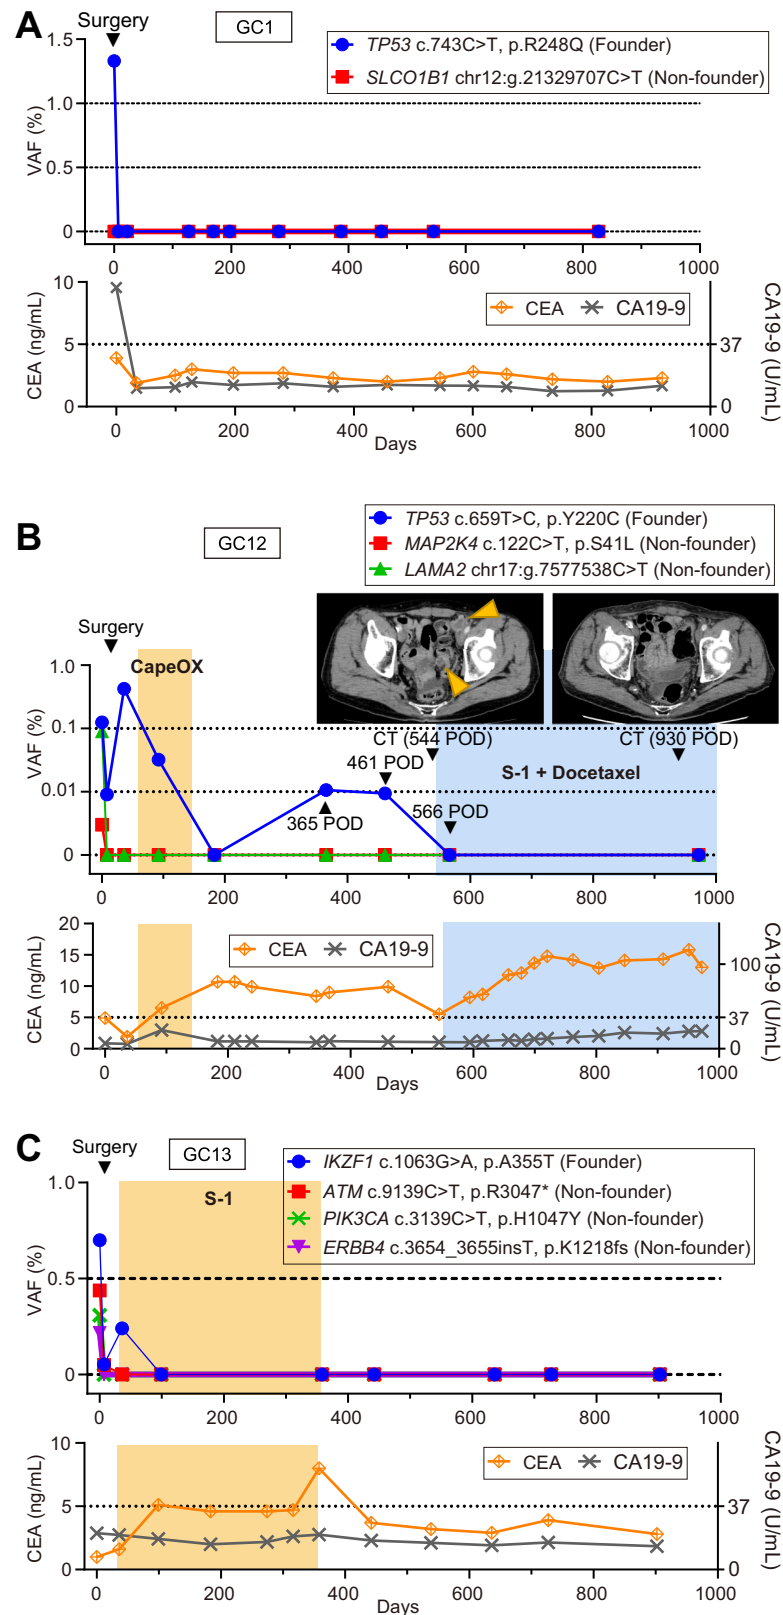 A
Surgery
GC1
TP53 c.743C>T, p.R248Q (Founder)
SLCO1B1 chr12:g.21329707C>T (Non-founder)
VAF (%)
1.5
1.0
0.5
0
0 200 400 600 800 1000
CEA (ng/mL)
10
5
0
CEA CA19-9
CA19-9 (U/mL)
37
0
0 200 400 600 800 1000
Days
B
GC12
TP53 c.659T>C, p.Y220C (Founder)
MAP2K4 c.122C>T, p.S41L (Non-founder)
LAMA2 chr17:g.7577538C>T (Non-founder)
Surgery
CapeOX
VAF (%)
1.0
0.1
0.01
0
CT (544 POD)
CT (930 POD)
461 POD
S-1 + Docetaxel
365 POD
566 POD
0 200 400 600 800 1000
CEA (ng/mL)
20
15
10
5
0
CEA CA19-9
CA19-9 (U/mL)
100
37
0
0 200 400 600 800 1000
Days
C
Surgery
GC13
IKZF1 c.1063G>A, p.A355T (Founder)
ATM c.9139C>T, p.R3047* (Non-founder)
PIK3CA c.3139C>T, p.H1047Y (Non-founder)
ERBB4 c.3654_3655insT, p.K1218fs (Non-founder)
S-1
VAF (%)
1.0
0.5
0
0 200 400 600 800 1000
CEA (ng/mL)
10
5
0
CEA CA19-9
CA19-9 (U/mL)
37
0
0 200 400 600 800 1000
Days